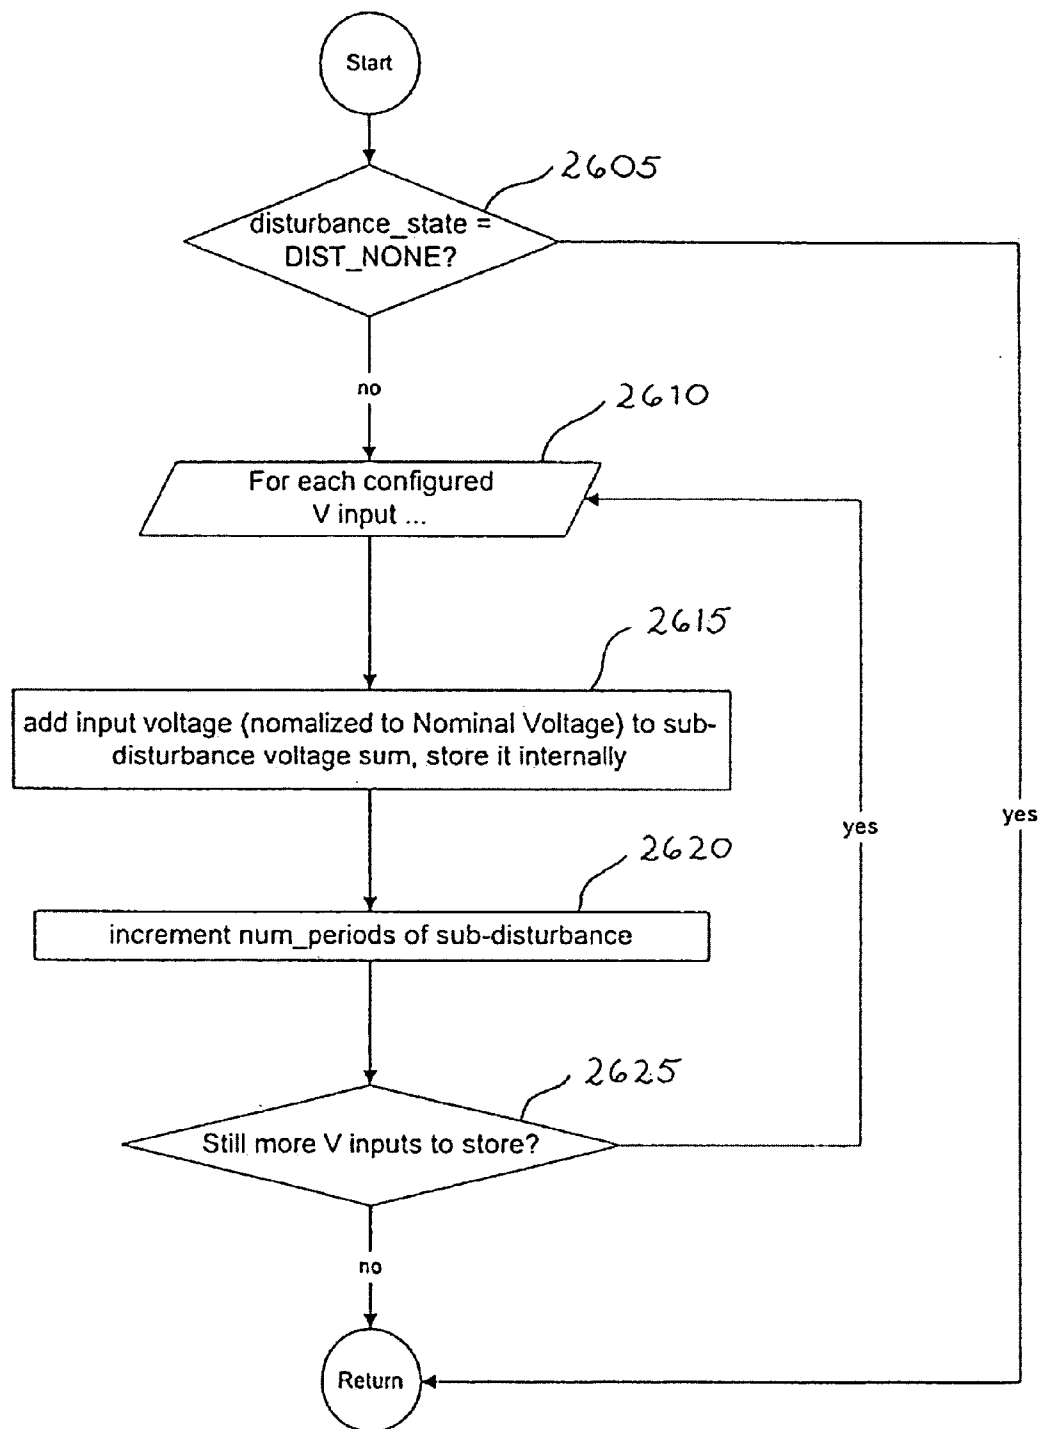 Start
2605
disturbance_state =
DIST_NONE?
no
2610
For each configured
V input ...
2615
add input voltage (nomalized to Nominal Voltage) to sub-
disturbance voltage sum, store it internally
yes
yes
2620
increment num_periods of sub-disturbance
2625
Still more V inputs to store?
no
Return